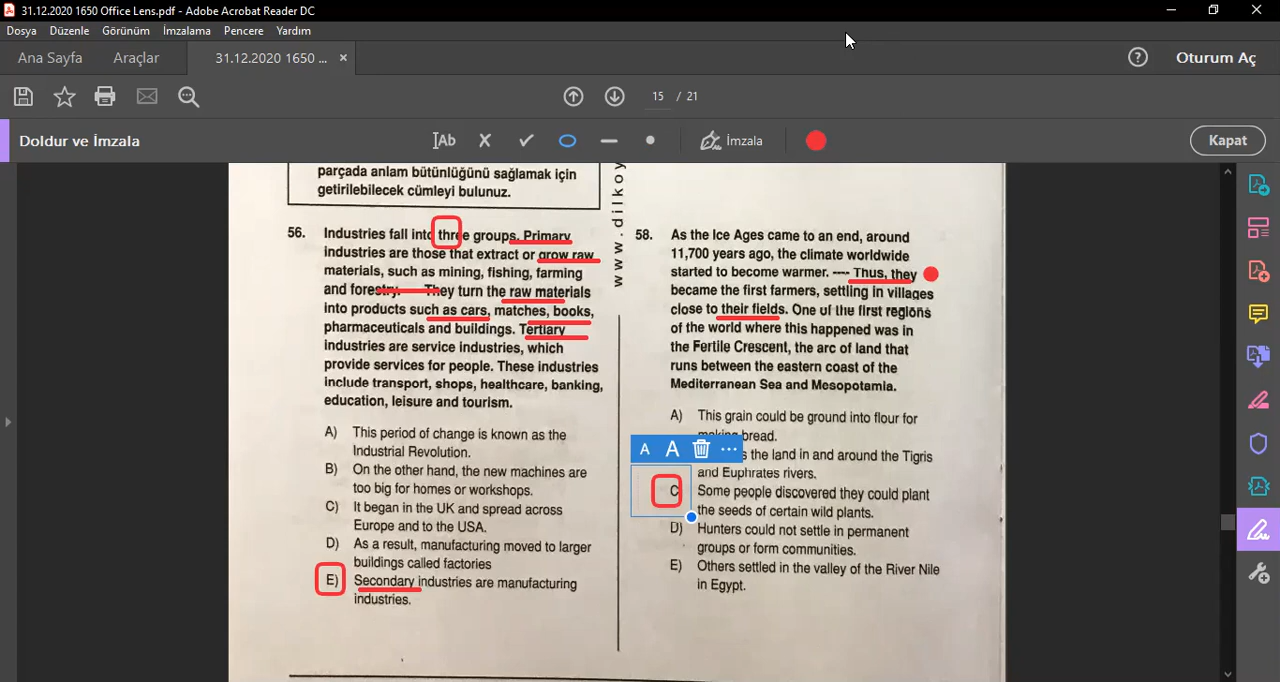 31.12.2020 1650 Office Lens.pdf - Adobe Acrobat Reader DC
Dosya Düzenle Görünüm İmzalama Pencere Yardım
Ana Sayfa Araçlar 31.12.2020 1650 ... × ? Oturum Aç
15 / 21
Doldur ve İmzala Ab İmzala Kapat
parçada anlam bütünlüğünü sağlamak için
getirilebilecek cümleyi bulunuz.
56. Industries fall into three groups. Primary
industries are those that extract or grow raw
materials, such as mining, fishing, farming
and forestry. ---- They turn the raw materials
into products such as cars, matches, books,
pharmaceuticals and buildings. Tertiary
industries are service industries, which
provide services for people. These industries
include transport, shops, healthcare, banking,
education, leisure and tourism.
A) This period of change is known as the
Industrial Revolution.
B) On the other hand, the new machines are
too big for homes or workshops.
C) It began in the UK and spread across
Europe and to the USA.
D) As a result, manufacturing moved to larger
buildings called factories
E) Secondary industries are manufacturing
industries.
www.dilkoy
58. As the Ice Ages came to an end, around
11,700 years ago, the climate worldwide
started to become warmer. ---- Thus, they
became the first farmers, settling in villages
close to their fields. One of the first regions
of the world where this happened was in
the Fertile Crescent, the arc of land that
runs between the eastern coast of the
Mediterranean Sea and Mesopotamia.
A) This grain could be ground into flour for
making bread.
A A ...
the land in and around the Tigris
and Euphrates rivers.
C Some people discovered they could plant
the seeds of certain wild plants.
D) Hunters could not settle in permanent
groups or form communities.
E) Others settled in the valley of the River Nile
in Egypt.